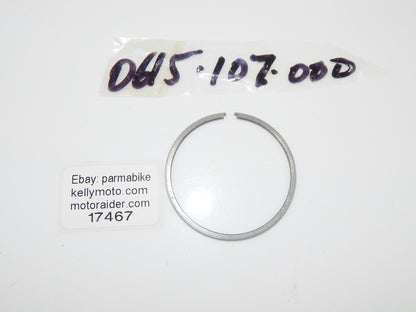 045.107.000
Ebay: parmabike
kellymoto.com
motoraider.com
17467